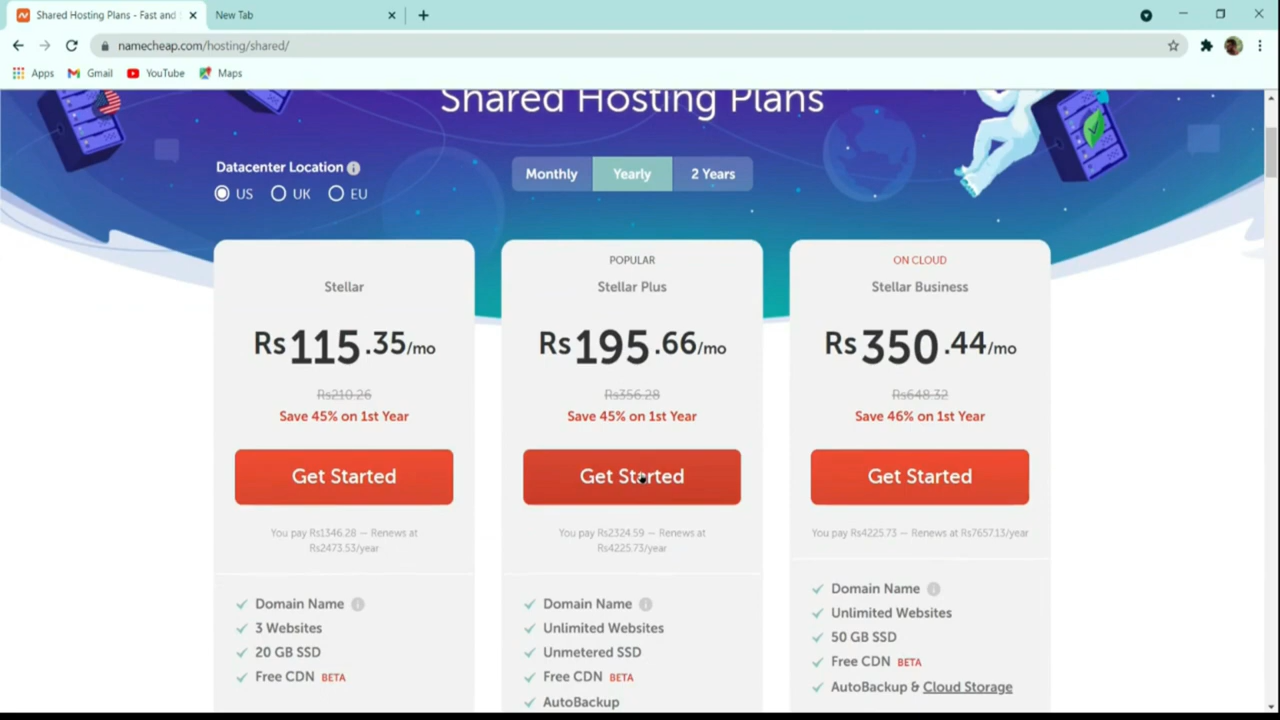 Shared Hosting Plans - Fast and
New Tab
namecheap.com/hosting/shared/
Apps
Gmail
YouTube
Maps
Shared Hosting Plans
Datacenter Location
US
UK
EU
Monthly
Yearly
2 Years
Stellar
Rs115.35/mo
Rs210.26
Save 45% on 1st Year
Get Started
You pay Rs1346.28 — Renews at
Rs2473.53/year
Domain Name
3 Websites
20 GB SSD
Free CDN BETA
POPULAR
Stellar Plus
Rs195.66/mo
Rs356.28
Save 45% on 1st Year
Get Started
You pay Rs2324.59 — Renews at
Rs4225.73/year
Domain Name
Unlimited Websites
Unmetered SSD
Free CDN BETA
AutoBackup
ON CLOUD
Stellar Business
Rs350.44/mo
Rs648.32
Save 46% on 1st Year
Get Started
You pay Rs4225.73 — Renews at Rs7657.13/year
Domain Name
Unlimited Websites
50 GB SSD
Free CDN BETA
AutoBackup & Cloud Storage